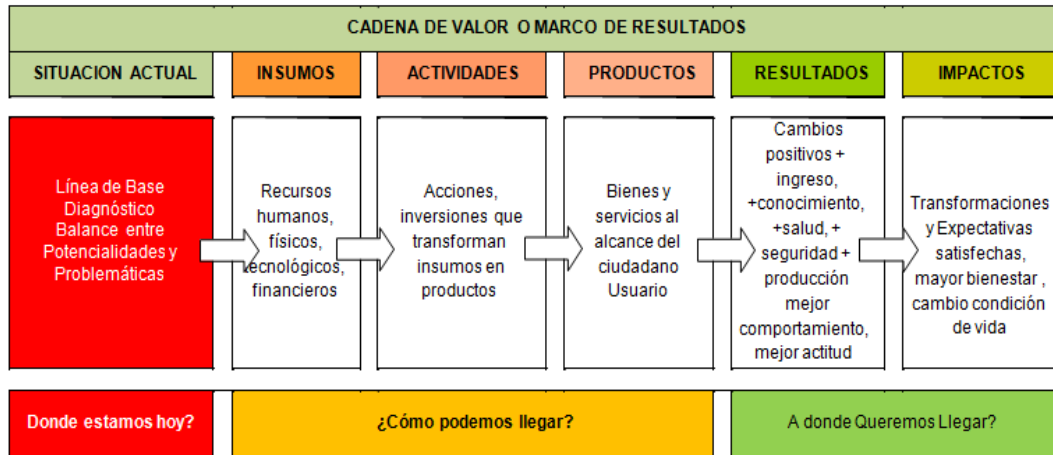 CADENA DE VALOR O MARCO DE RESULTADOS
SITUACION ACTUAL
INSUMOS
ACTIVIDADES
PRODUCTOS
RESULTADOS
IMPACTOS
Línea de Base
Diagnóstico
Balance entre
Potencialidades y
Problemáticas
Recursos
humanos,
físicos,
tecnológicos,
financieros
Acciones,
inversiones que
transforman
insumos en
productos
Bienes y
servicios al
alcance del
ciudadano
Usuario
Cambios
positivos +
ingreso,
+conocimiento,
+salud, +
seguridad +
producción
mejor
comportamiento,
mejor actitud
Transformaciones
y Expectativas
satisfechas,
mayor bienestar ,
cambio condición
de vida
Donde estamos hoy?
¿Cómo podemos llegar?
A donde Queremos Llegar?